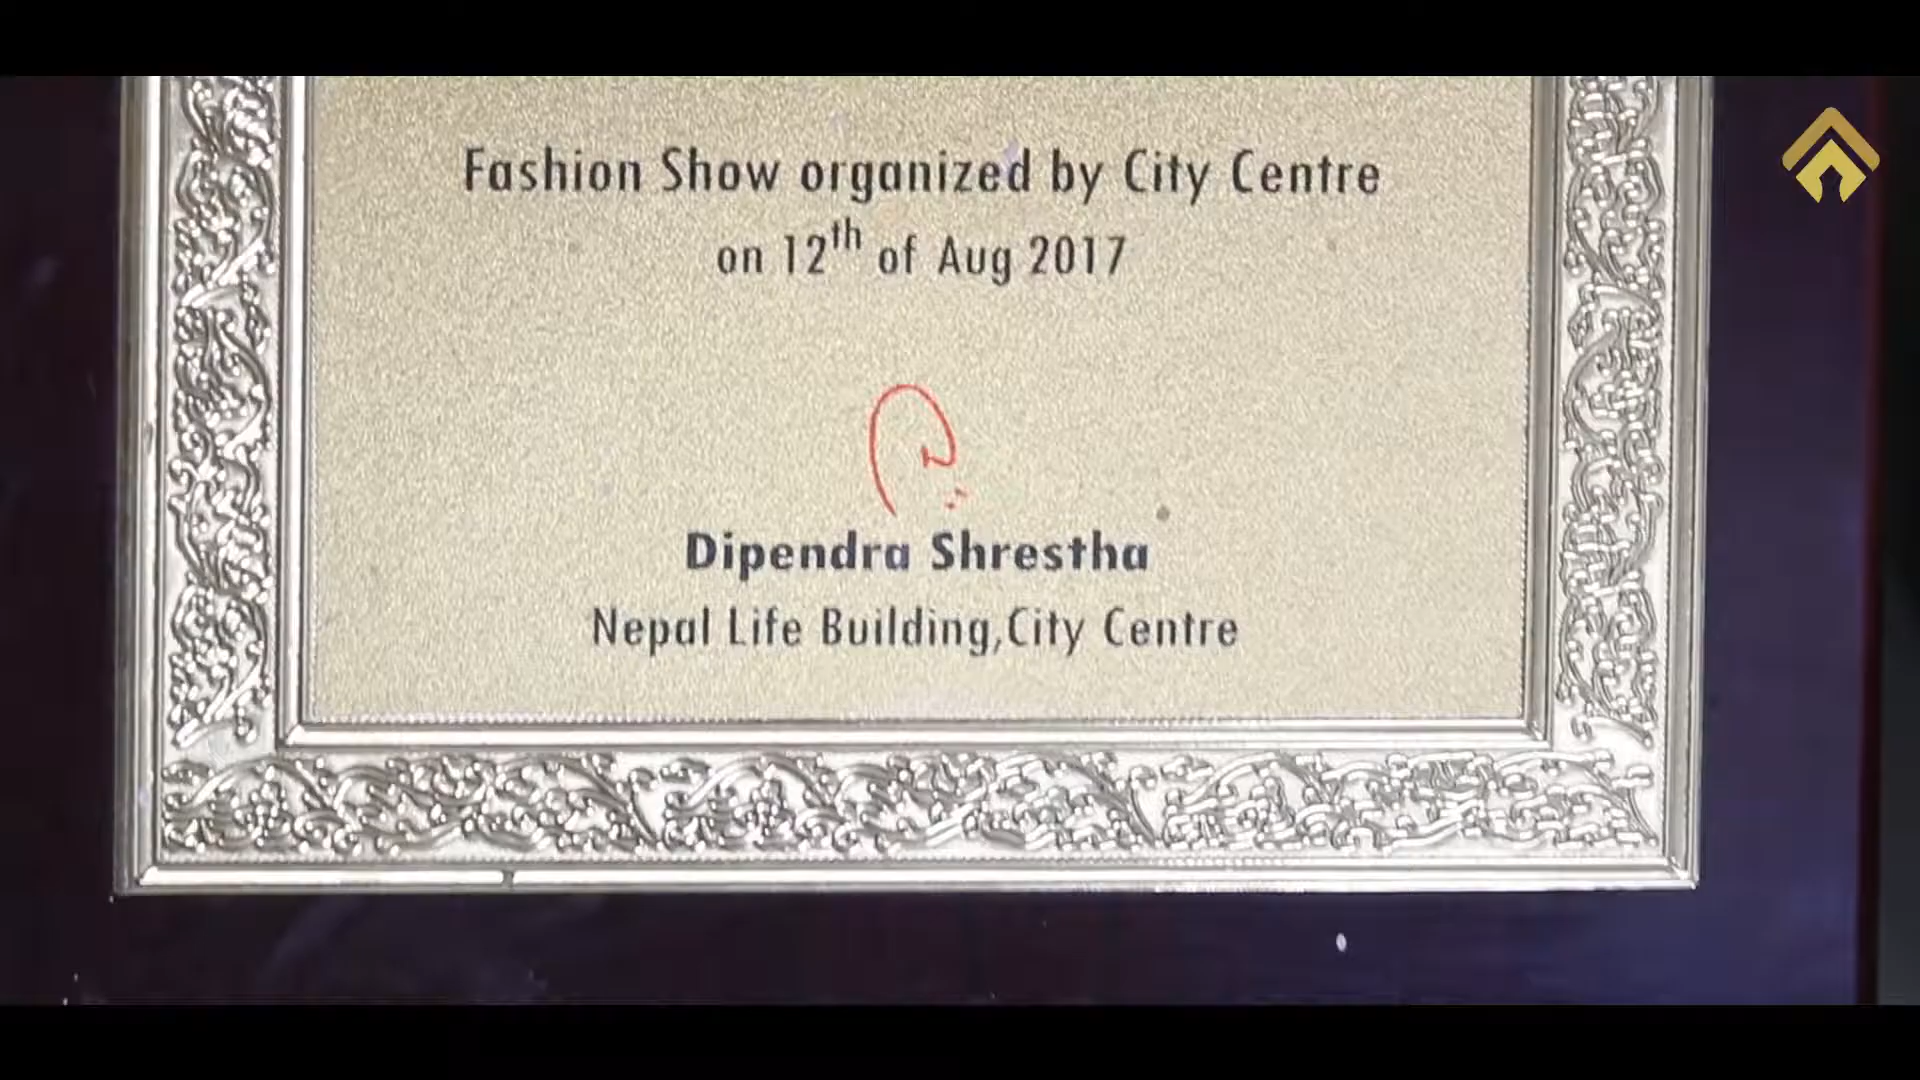 Fashion Show organized by City Centre
on 12th of Aug 2017
Dipendra Shrestha
Nepal Life Building,City Centre